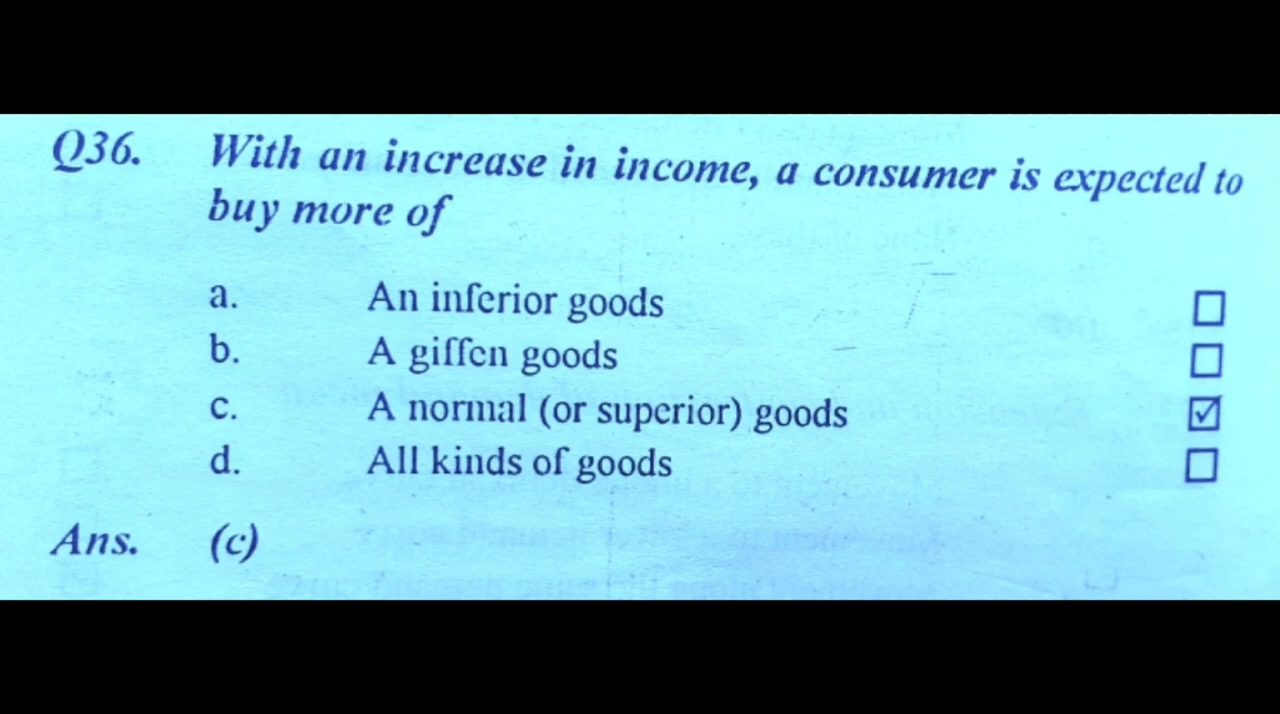 Q36. With an increase in income, a consumer is expected to
buy more of
a. An inferior goods
b. A giffen goods
c. A normal (or superior) goods
d. All kinds of goods
Ans. (c)